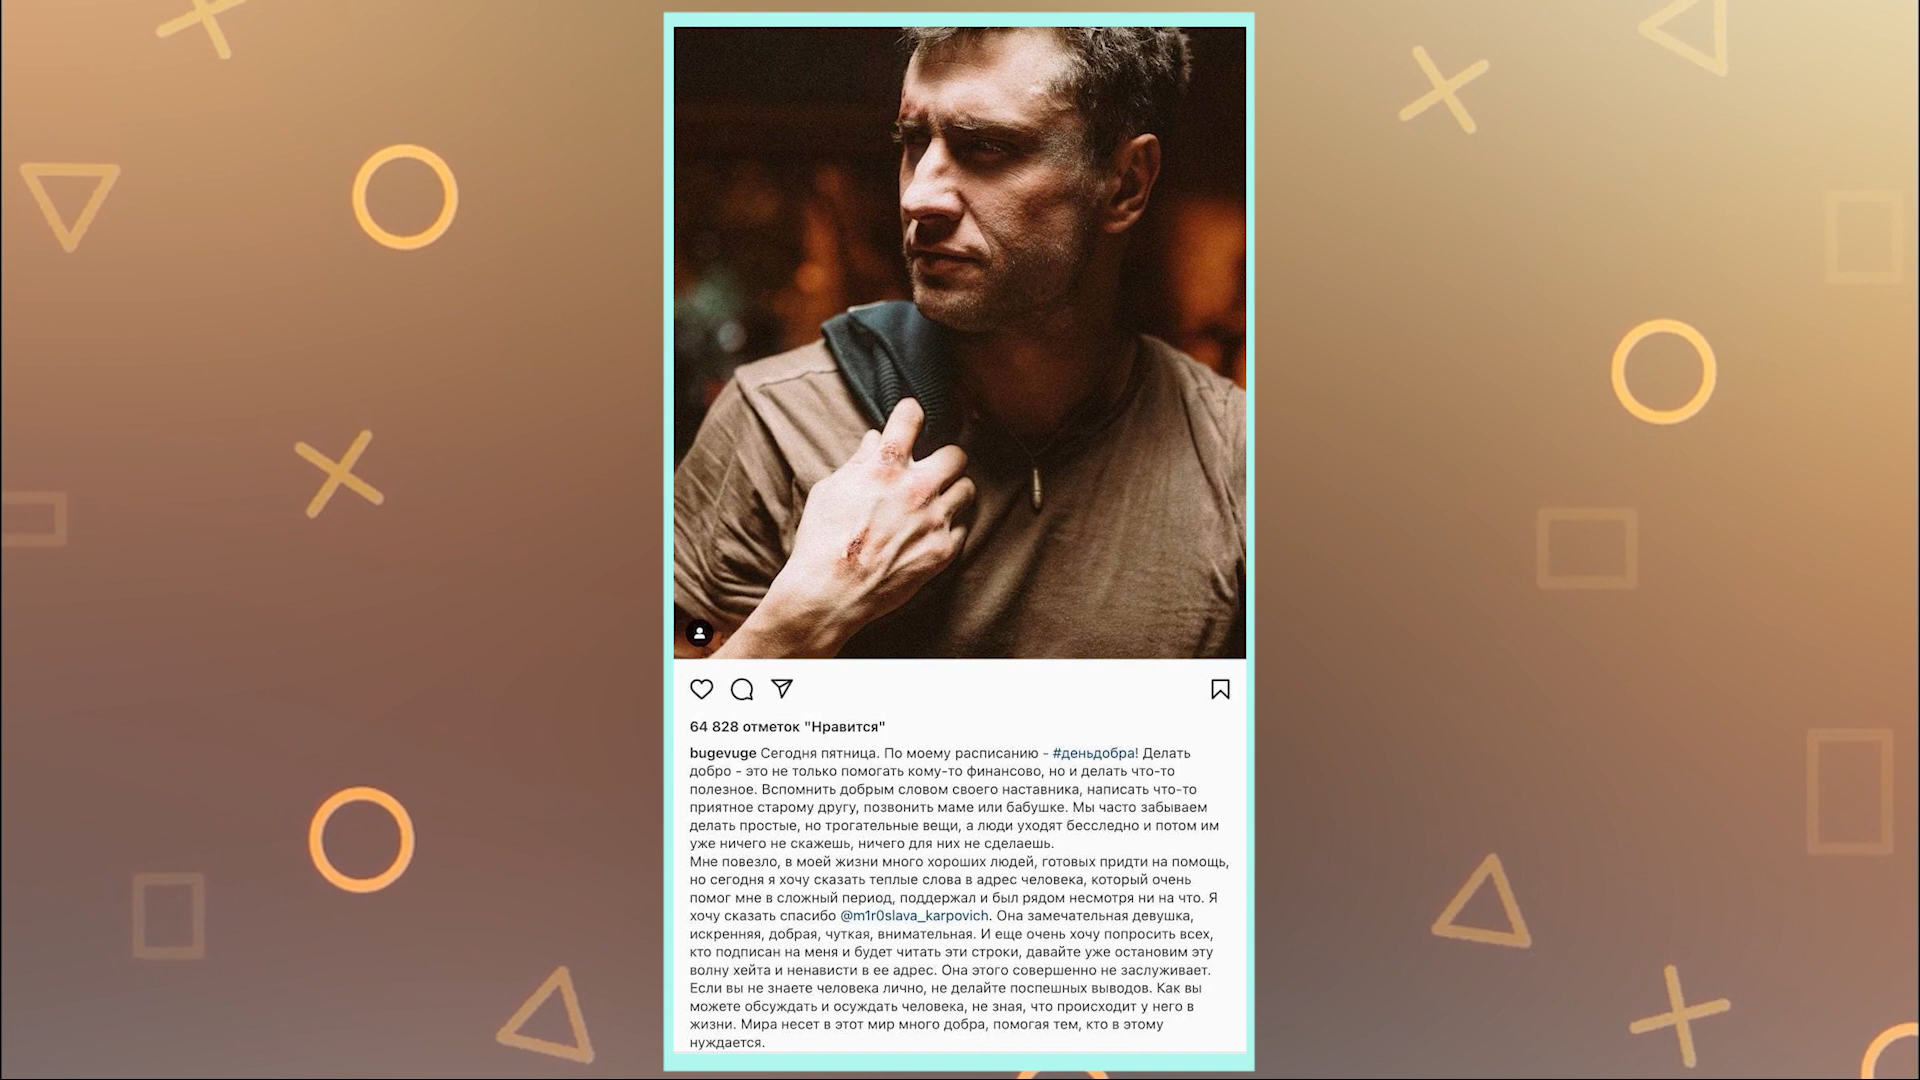 64 828 отметок "Нравится"
bugevuge Сегодня пятница. По моему расписанию - #деньдобра! Делать
добро - это не только помогать кому-то финансово, но и делать что-то
полезное. Вспомнить добрым словом своего наставника, написать что-то
приятное старому другу, позвонить маме или бабушке. Мы часто забываем
делать простые, но трогательные вещи, а люди уходят бесследно и потом им
уже ничего не скажешь, ничего для них не сделаешь.
Мне повезло, в моей жизни много хороших людей, готовых придти на помощь,
но сегодня я хочу сказать теплые слова в адрес человека, который очень
помог мне в сложный период, поддержал и был рядом несмотря ни на что. Я
хочу сказать спасибо @m1r0slava_karpovich. Она замечательная девушка,
искренняя, добрая, чуткая, внимательная. И еще очень хочу попросить всех,
кто подписан на меня и будет читать эти строки, давайте уже остановим эту
волну хейта и ненависти в ее адрес. Она этого совершенно не заслуживает.
Если вы не знаете человека лично, не делайте поспешных выводов. Как вы
можете обсуждать и осуждать человека, не зная, что происходит у него в
жизни. Мира несет в этот мир много добра, помогая тем, кто в этому
нуждается.